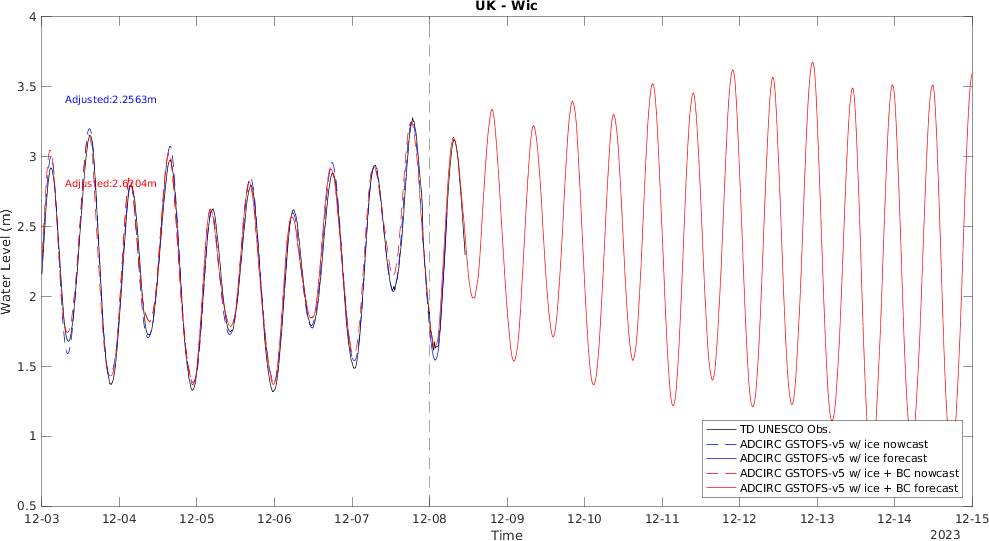 UK - Wic
4
3.5
3
2.5
2
1.5
1
0.5
Water Level (m)
Adjusted:2.2563m
Adjusted:2.6204m
TD UNESCO Obs.
ADCIRC GSTOFS-v5 w/ ice nowcast
ADCIRC GSTOFS-v5 w/ ice forecast
ADCIRC GSTOFS-v5 w/ ice + BC nowcast
ADCIRC GSTOFS-v5 w/ ice + BC forecast
12-03 12-04 12-05 12-06 12-07 12-08 12-09 12-10 12-11 12-12 12-13 12-14 12-15
Time
2023